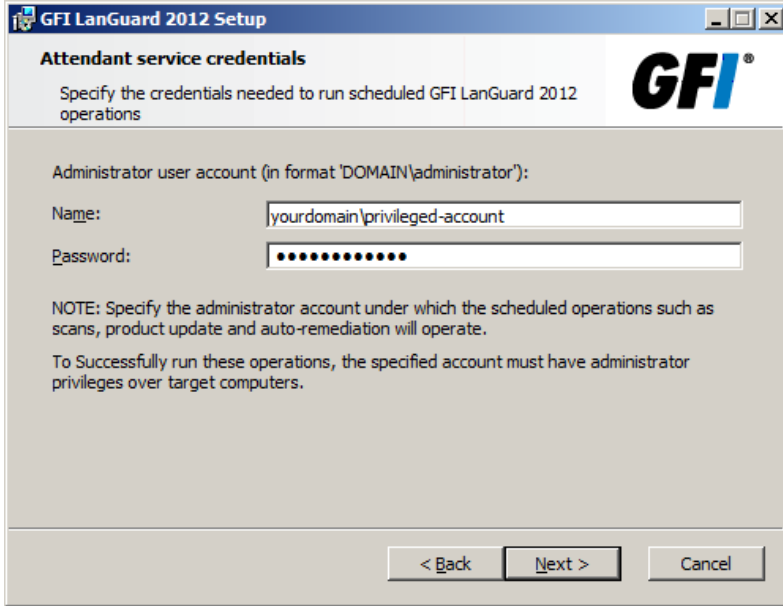 GFI LanGuard 2012 Setup
Attendant service credentials
Specify the credentials needed to run scheduled GFI LanGuard 2012
operations
GFI®
Administrator user account (in format 'DOMAIN\administrator'):
Name:
yourdomain\privileged-account
Password:
●●●●●●●●●●●●
NOTE: Specify the administrator account under which the scheduled operations such as
scans, product update and auto-remediation will operate.
To Successfully run these operations, the specified account must have administrator
privileges over target computers.
< Back
Next >
Cancel